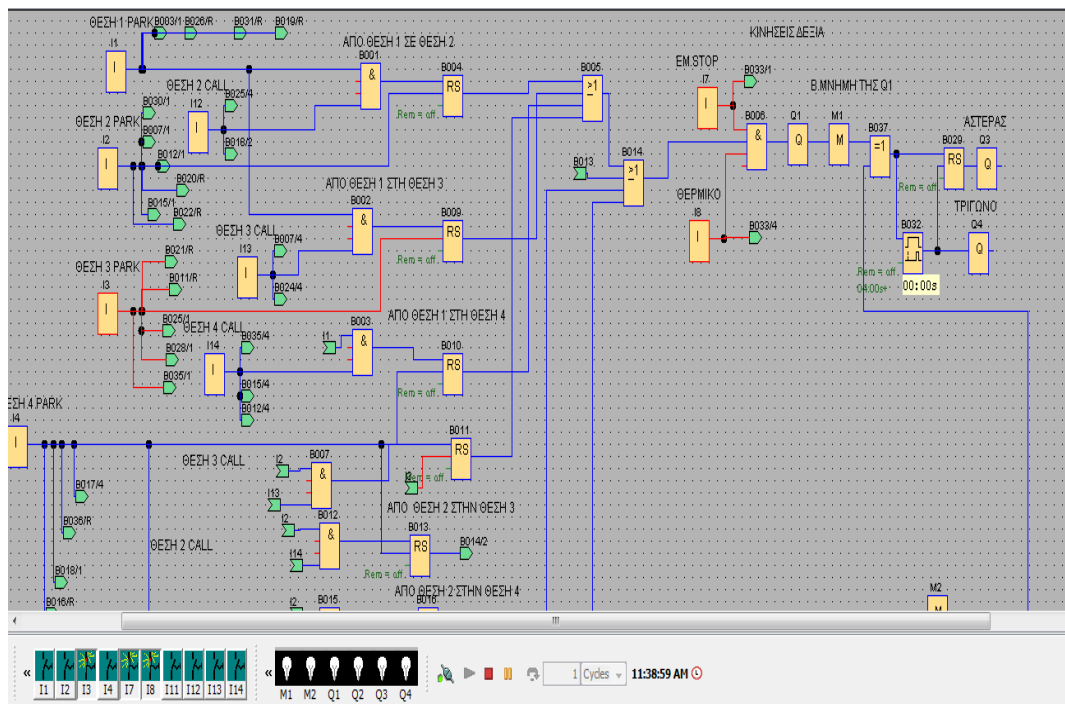 ΘΕΣΗ 1 PARK
B003/1
B026/R
B031/R
B019/R
I1
I
ΑΠΟ ΘΕΣΗ 1 ΣΕ ΘΕΣΗ 2
B001
&
B004
RS
Rem = off.
B005
>1
ΚΙΝΗΣΕΙΣ ΔΕΞΙΑ
EM.STOP
I7
I
B033/1
Β.ΜΝΗΜΗ ΤΗΣ Q1
B006
&
Q1
Q
M1
M
B037
=1
ΑΣΤΕΡΑΣ
B029
RS
Rem = off.
Q3
Q
ΘΕΣΗ 2 CALL
I12
I
B025/4
B018/2
B030/1
ΘΕΣΗ 2 PARK
B007/1
I2
I
B012/1
B020/R
B015/1
B022/R
B013
B014
>1
ΑΠΟ ΘΕΣΗ 1 ΣΤΗ ΘΕΣΗ 3
B002
&
B009
RS
Rem = off.
ΘΕΡΜΙΚΟ
I8
I
B033/4
ΤΡΙΓΩΝΟ
B032
Rem = off.
04:00s+
00:00s
Q4
Q
ΘΕΣΗ 3 CALL
I13
I
B007/4
B024/4
B021/R
ΘΕΣΗ 3 PARK
B011/R
I3
I
B025/1
B028/1
B035/1
ΑΠΟ ΘΕΣΗ 1 ΣΤΗ ΘΕΣΗ 4
ΘΕΣΗ 4 CALL
I14
I
B035/4
B015/4
B012/4
I1
B003
&
B010
RS
Rem = off.
ΕΣΗ 4 PARK
I4
I
B011
RS
Rem = off.
ΘΕΣΗ 3 CALL
I2
B007
&
I13
B017/4
B036/R
ΑΠΟ ΘΕΣΗ 2 ΣΤΗΝ ΘΕΣΗ 3
I2
B012
&
I14
B013
RS
Rem = off.
B014/2
ΘΕΣΗ 2 CALL
B018/1
B016/R
ΑΠΟ ΘΕΣΗ 2 ΣΤΗΝ ΘΕΣΗ 4
I2
B015
B016
M2
M
« I1 I2 I3 I4 I7 I8 I11 I12 I13 I14
« M1 M2 Q1 Q2 Q3 Q4
1 Cycles 11:38:59 AM